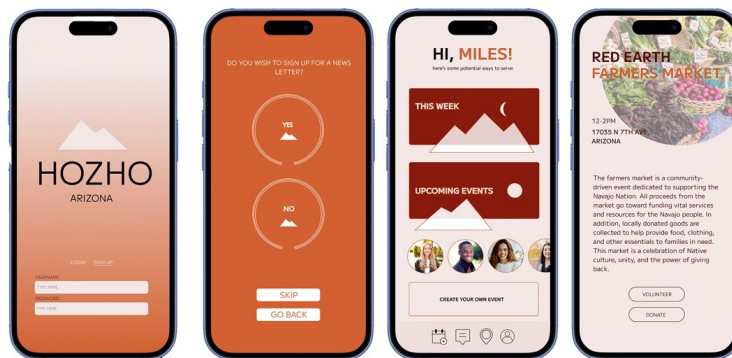 HOZHO
ARIZONA
LOGIN SIGN UP
USERNAME
TYPE HERE
PASSWORD
TYPE HERE
DO YOU WISH TO SIGN UP FOR A NEWS
LETTER?
YES
NO
SKIP
GO BACK
HI, MILES!
here's some potential ways to serve
THIS WEEK
UPCOMING EVENTS
CREATE YOUR OWN EVENT
RED EARTH
FARMERS MARKET
12-2PM
17035 N 7TH AVE,
ARIZONA
The farmers market is a community-
driven event dedicated to supporting the
Navajo Nation. All proceeds from the
market go toward funding vital services
and resources for the Navajo people. In
addition, locally donated goods are
collected to help provide food, clothing,
and other essentials to families in need.
This market is a celebration of Native
culture, unity, and the power of giving
back.
VOLUNTEER
DONATE